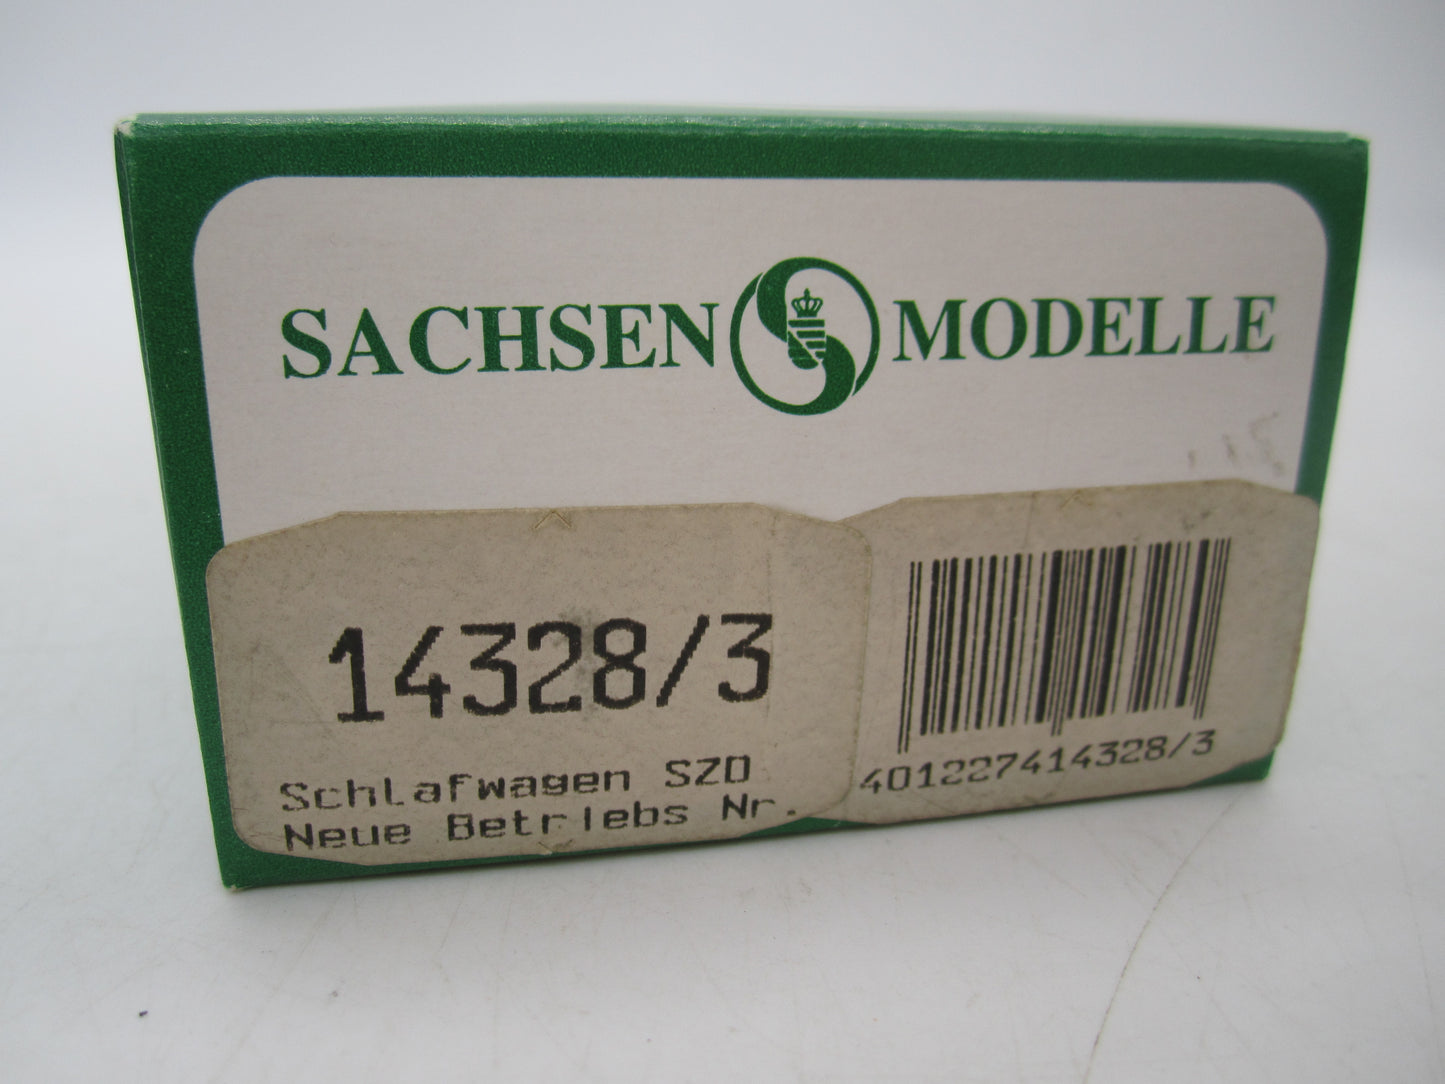 SACHSEN MODELLE
14328/3
Schlafwagen SZD
Neue Betriebs Nr.
401227414328/3